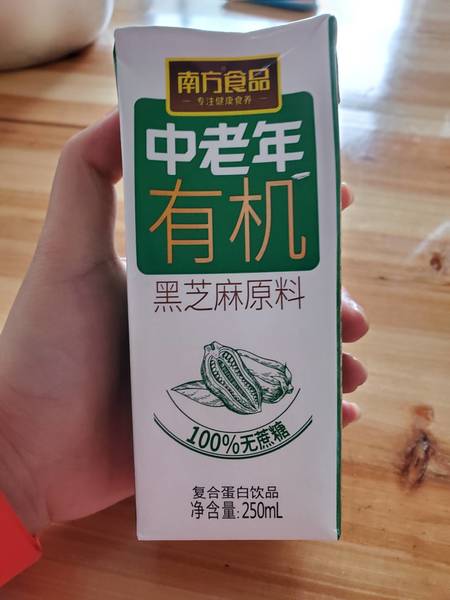 南方食品
专注健康食养
中老年
有机
黑芝麻原料
100%无蔗糖
复合蛋白饮品
净含量:250mL